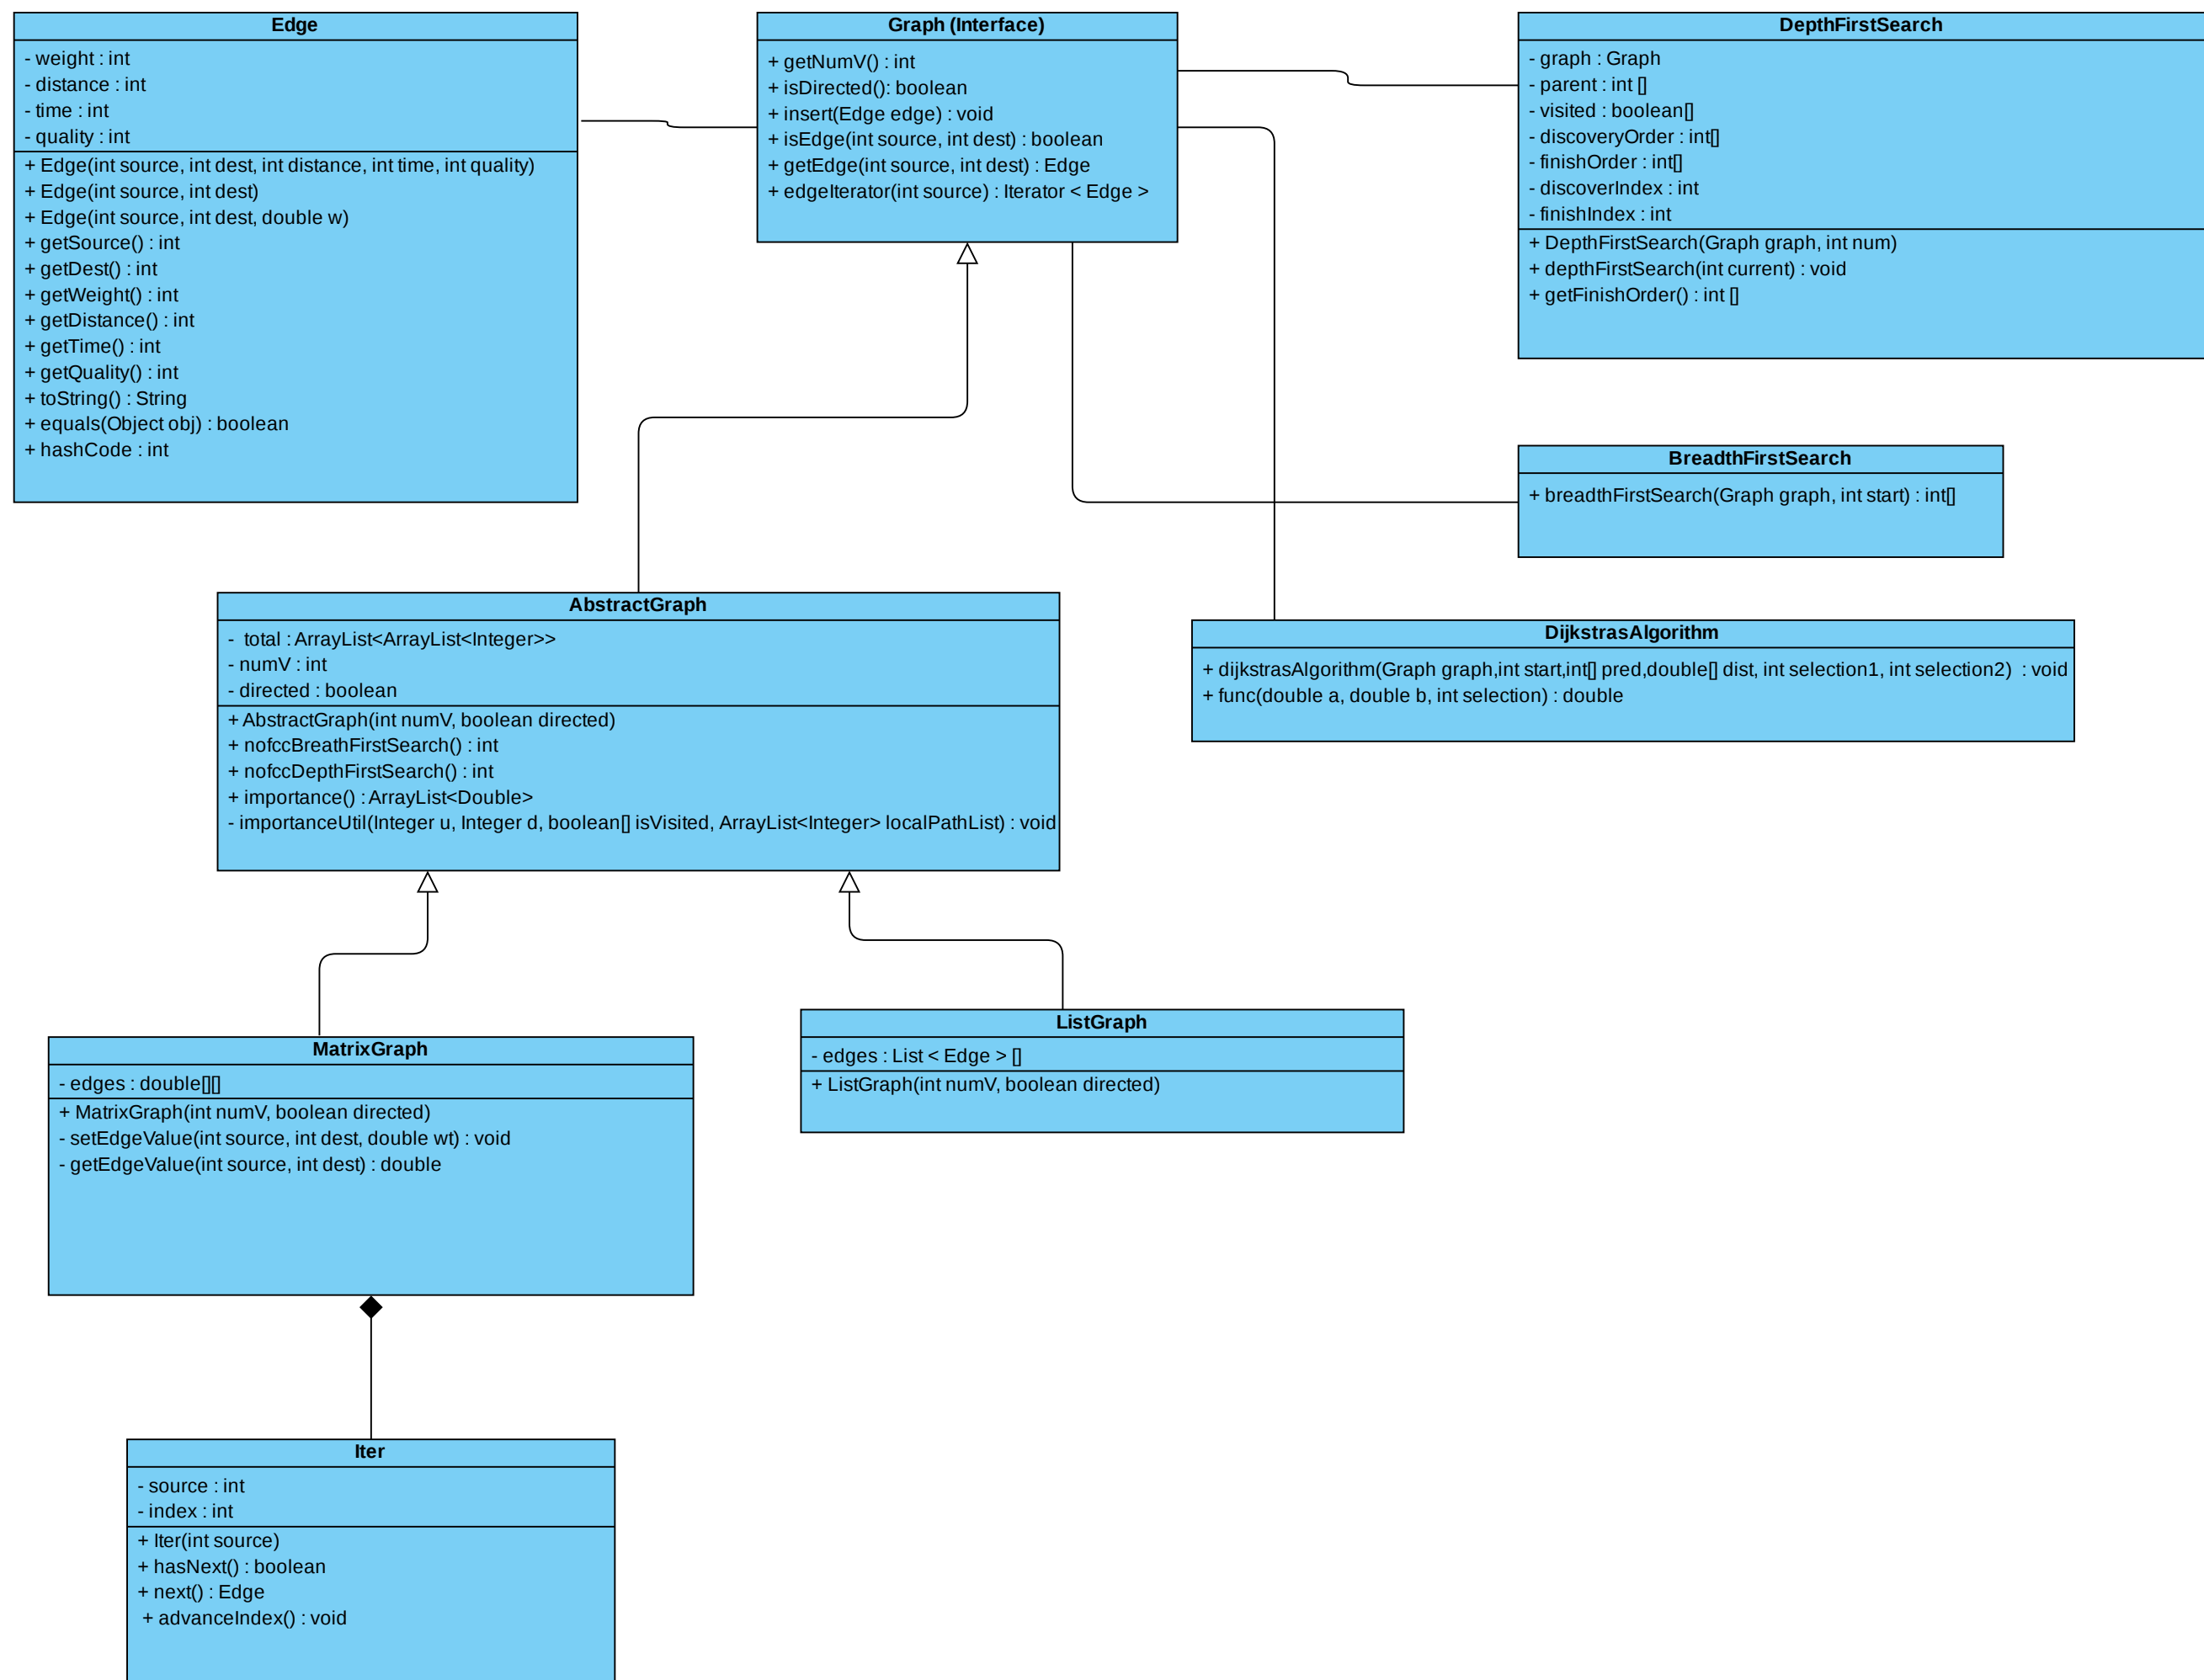 Edge
- weight : int
- distance : int
- time : int
- quality : int
+ Edge(int source, int dest, int distance, int time, int quality)
+ Edge(int source, int dest)
+ Edge(int source, int dest, double w)
+ getSource() : int
+ getDest() : int
+ getWeight() : int
+ getDistance() : int
+ getTime() : int
+ getQuality() : int
+ toString() : String
+ equals(Object obj) : boolean
+ hashCode : int
Graph (Interface)
+ getNumV() : int
+ isDirected(): boolean
+ insert(Edge edge) : void
+ isEdge(int source, int dest) : boolean
+ getEdge(int source, int dest) : Edge
+ edgeIterator(int source) : Iterator < Edge >
DepthFirstSearch
- graph : Graph
- parent : int []
- visited : boolean[]
- discoveryOrder : int[]
- finishOrder : int[]
- discoverIndex : int
- finishIndex : int
+ DepthFirstSearch(Graph graph, int num)
+ depthFirstSearch(int current) : void
+ getFinishOrder() : int []
BreadthFirstSearch
+ breadthFirstSearch(Graph graph, int start) : int[]
AbstractGraph
- total : ArrayList<ArrayList<Integer>>
- numV : int
- directed : boolean
+ AbstractGraph(int numV, boolean directed)
+ nofccBreathFirstSearch() : int
+ nofccDepthFirstSearch() : int
+ importance() : ArrayList<Double>
- importanceUtil(Integer u, Integer d, boolean[] isVisited, ArrayList<Integer> localPathList) : void
DijkstrasAlgorithm
+ dijkstrasAlgorithm(Graph graph,int start,int[] pred,double[] dist, int selection1, int selection2) : void
+ func(double a, double b, int selection) : double
MatrixGraph
- edges : double[][]
+ MatrixGraph(int numV, boolean directed)
- setEdgeValue(int source, int dest, double wt) : void
- getEdgeValue(int source, int dest) : double
ListGraph
- edges : List < Edge > []
+ ListGraph(int numV, boolean directed)
Iter
- source : int
- index : int
+ Iter(int source)
+ hasNext() : boolean
+ next() : Edge
+ advanceIndex() : void